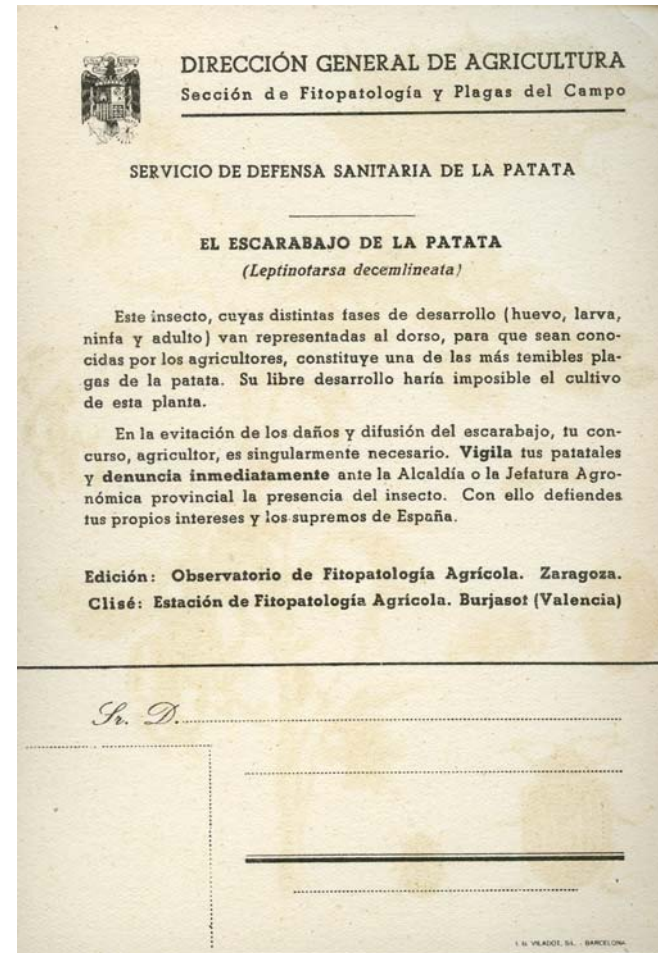 DIRECCIÓN GENERAL DE AGRICULTURA
Sección de Fitopatología y Plagas del Campo
SERVICIO DE DEFENSA SANITARIA DE LA PATATA
EL ESCARABAJO DE LA PATATA
(Leptinotarsa decemlineata)
Este insecto, cuyas distintas fases de desarrollo (huevo, larva,
ninfa y adulto) van representadas al dorso, para que sean cono-
cidas por los agricultores, constituye una de las más temibles pla-
gas de la patata. Su libre desarrollo haría imposible el cultivo
de esta planta.
En la evitación de los daños y difusión del escarabajo, tu con-
curso, agricultor, es singularmente necesario. Vigila tus patatales
y denuncia inmediatamente ante la Alcaldía o la Jefatura Agro-
nómica provincial la presencia del insecto. Con ello defiendes
tus propios intereses y los supremos de España.
Edición: Observatorio de Fitopatología Agrícola. Zaragoza.
Clisé: Estación de Fitopatología Agrícola. Burjasot (Valencia)
Sr. D.
VILADOT, S.L. - BARCELONA